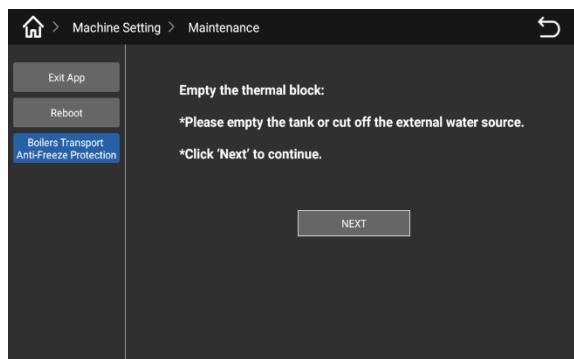 Machine Setting > Maintenance
Exit App
Reboot
Boilers Transport
Anti-Freeze Protection
Empty the thermal block:
*Please empty the tank or cut off the external water source.
*Click ‘Next’ to continue.
NEXT